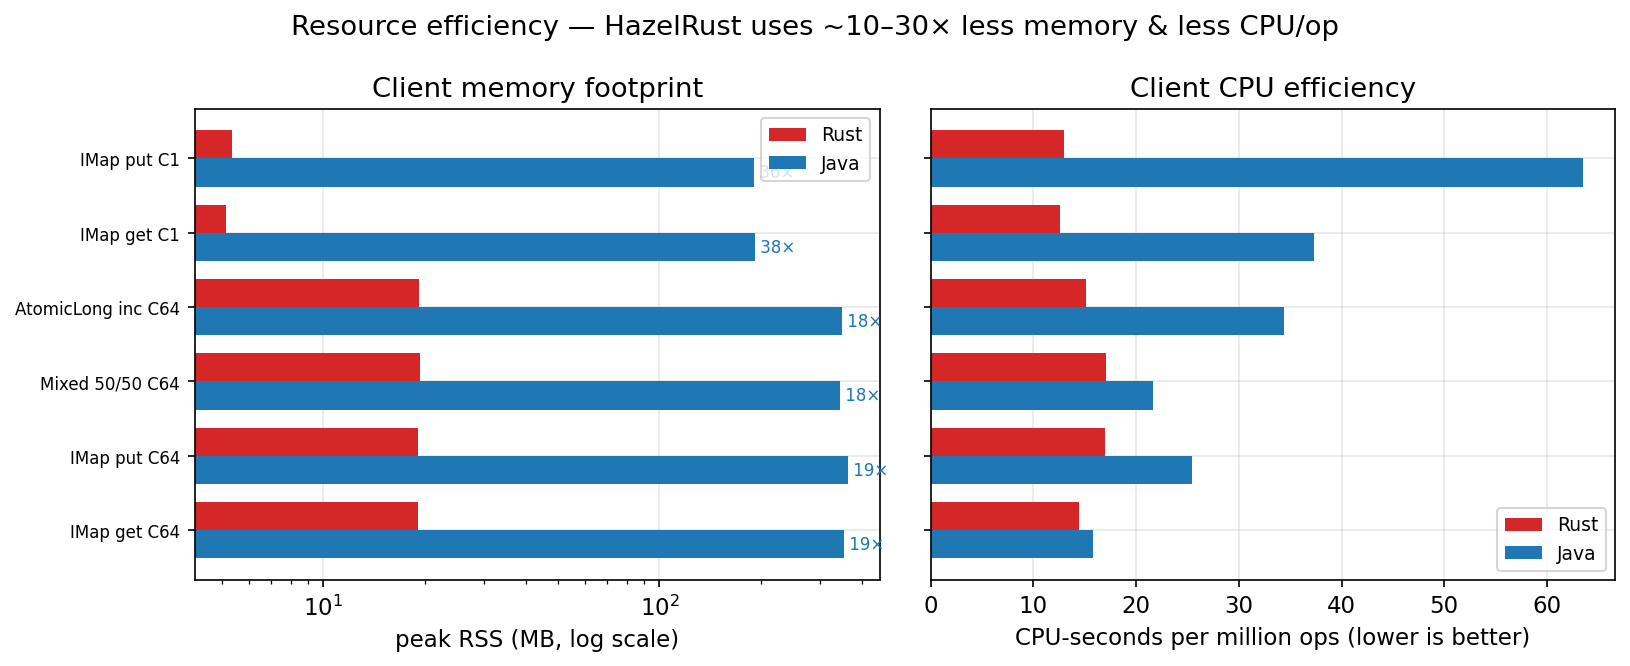 Resource efficiency — HazelRust uses ~10–30× less memory & less CPU/op
Client memory footprint
Rust
Java
IMap put C1
36×
IMap get C1
38×
AtomicLong inc C64
18×
Mixed 50/50 C64
18×
IMap put C64
19×
IMap get C64
19×
10¹
10²
peak RSS (MB, log scale)
Client CPU efficiency
Rust
Java
0
10
20
30
40
50
60
CPU-seconds per million ops (lower is better)